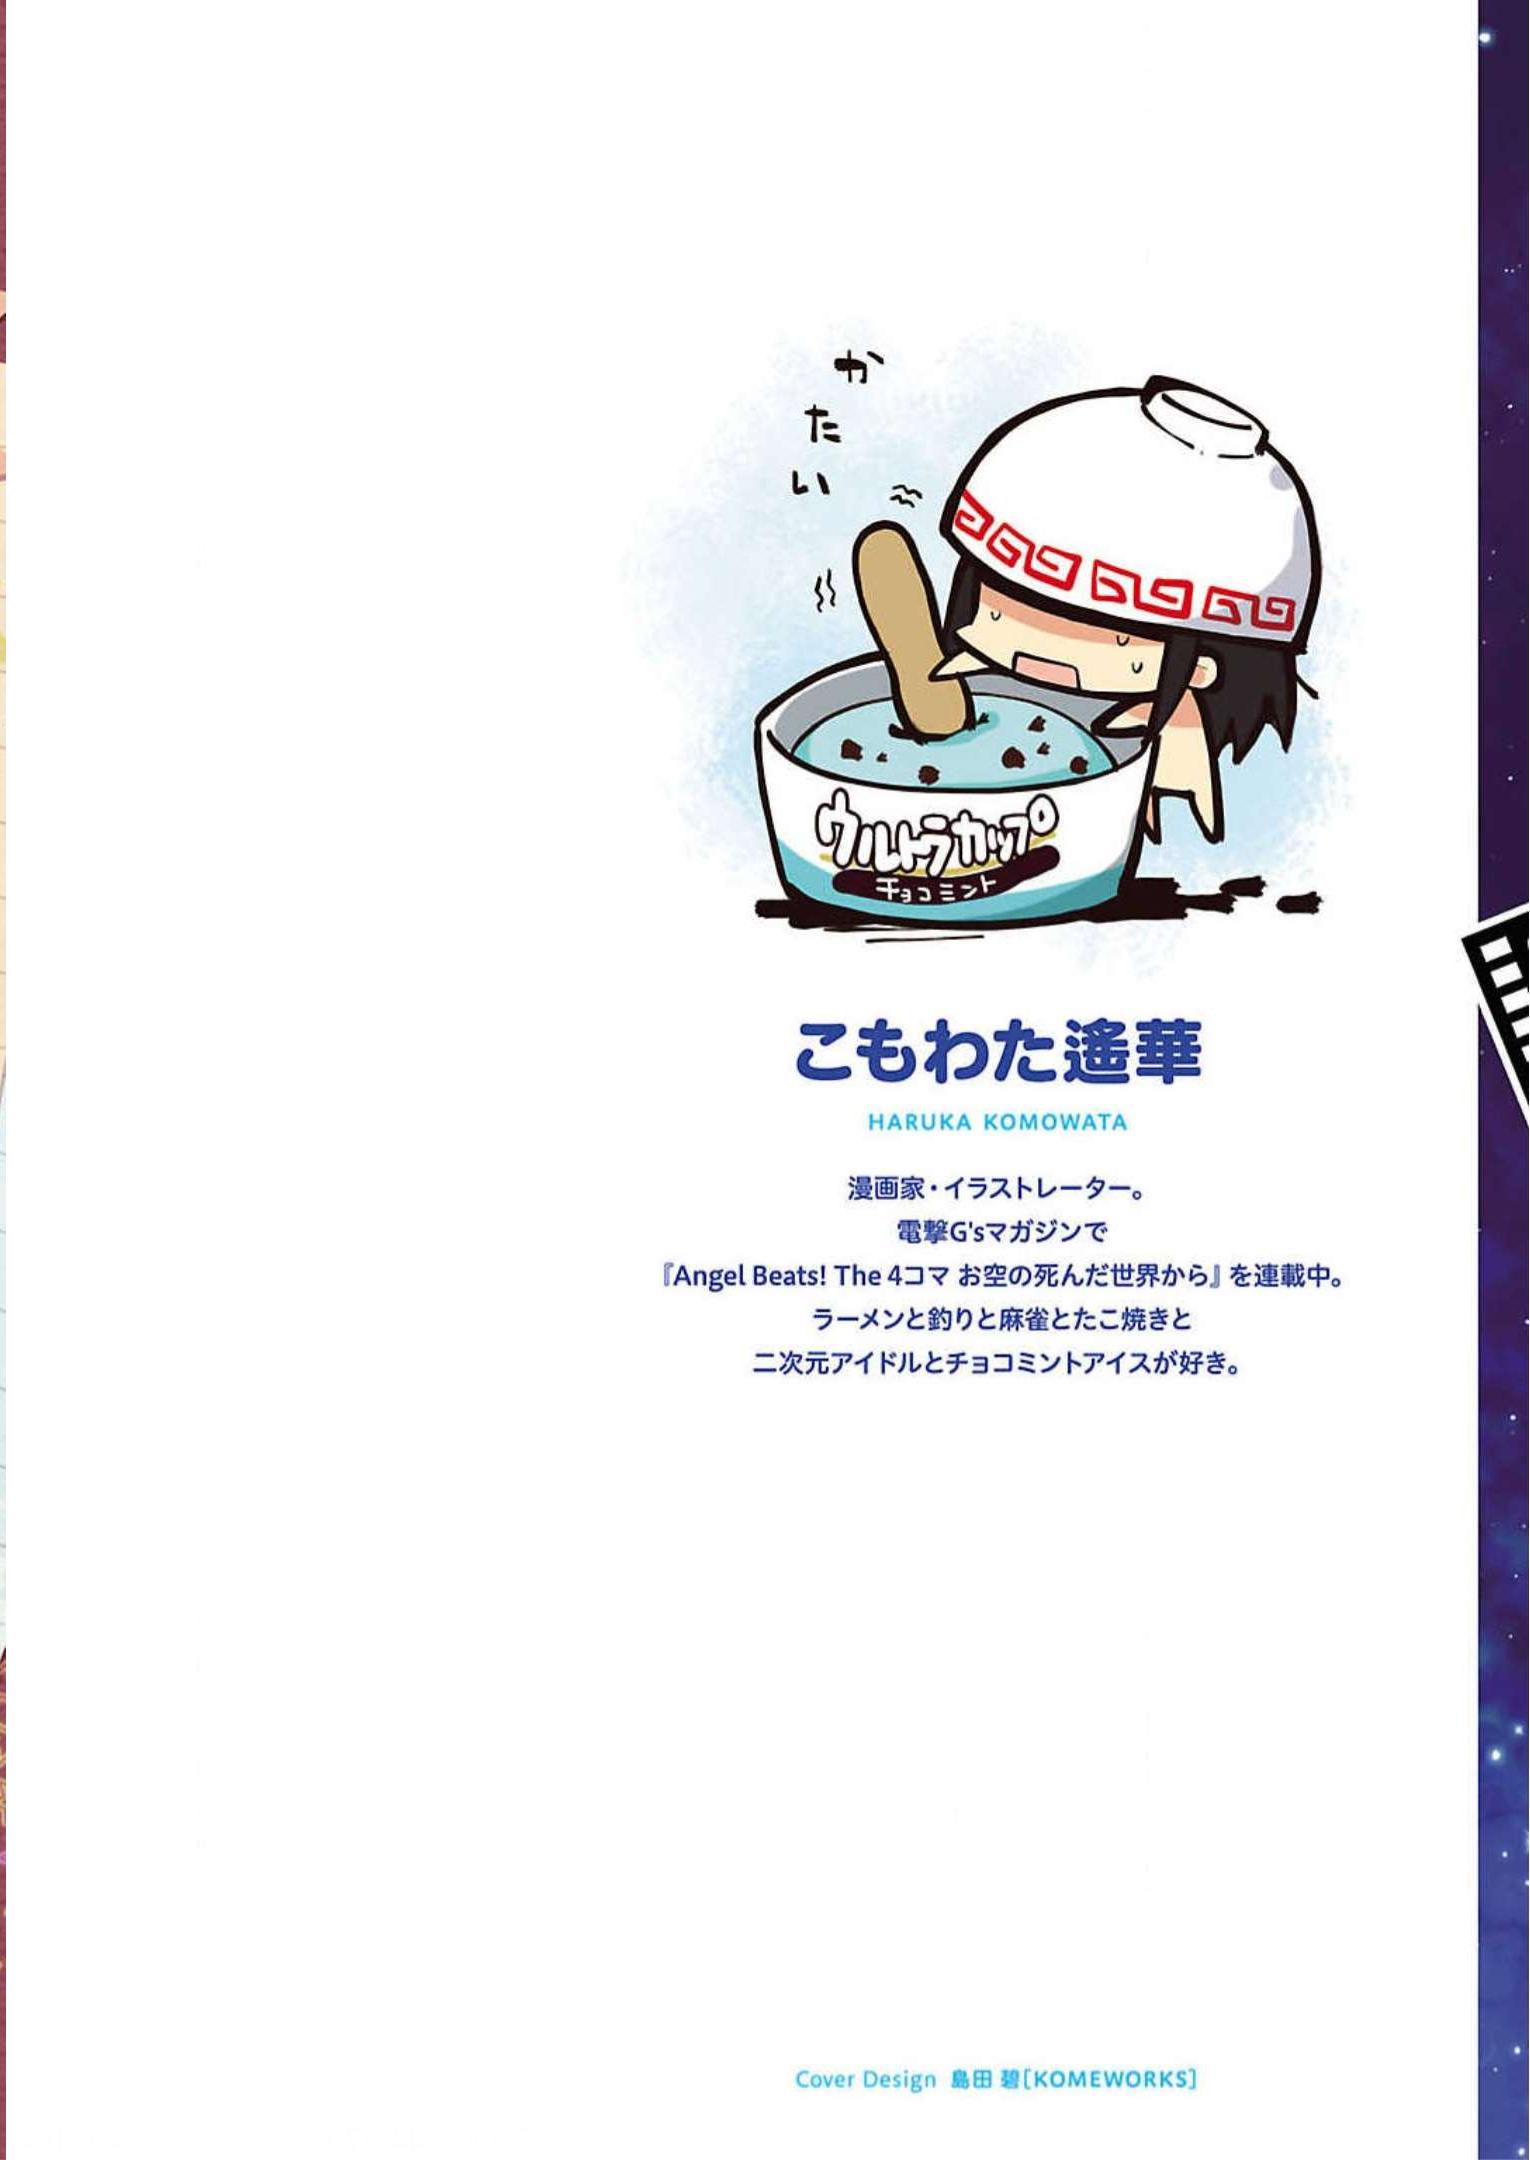 かたい
ウルトラカップ
チョコミント
こもわた遙華
HARUKA KOMOWATA
漫画家・イラストレーター。
電撃G'sマガジンで
『Angel Beats! The 4コマ お空の死んだ世界から』を連載中。
ラーメンと釣りと麻雀とたこ焼きと
二次元アイドルとチョコミントアイスが好き。
Cover Design 島田 碧[KOMEWORKS]